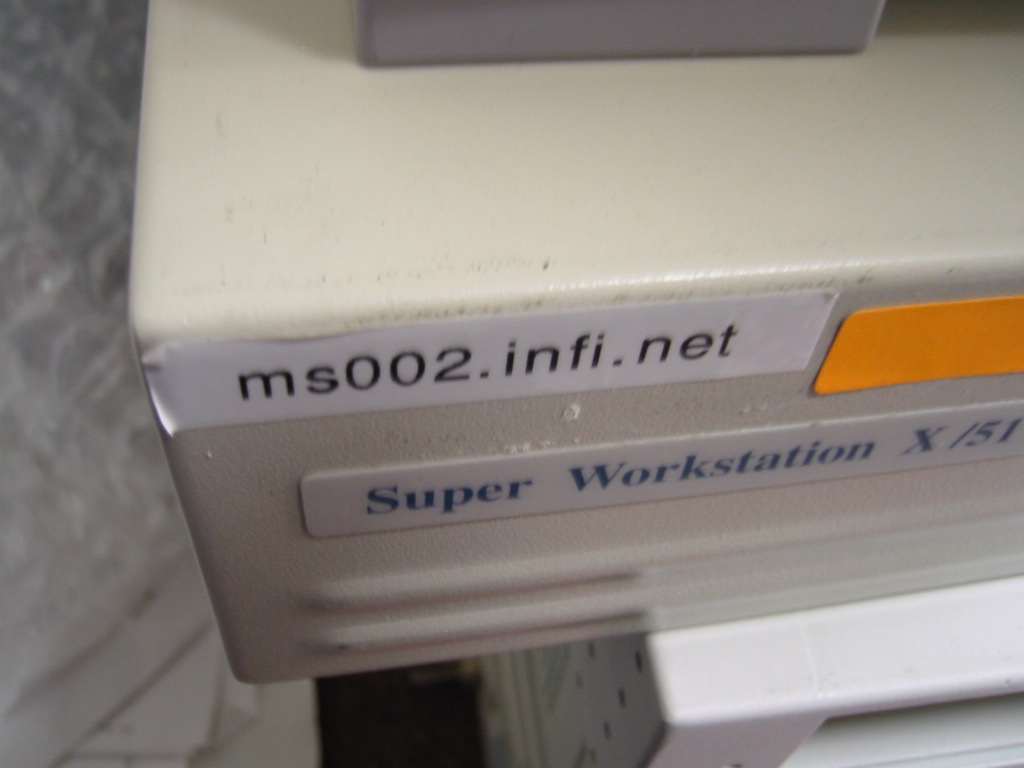 ms002.infi.net
Super Workstation X/51